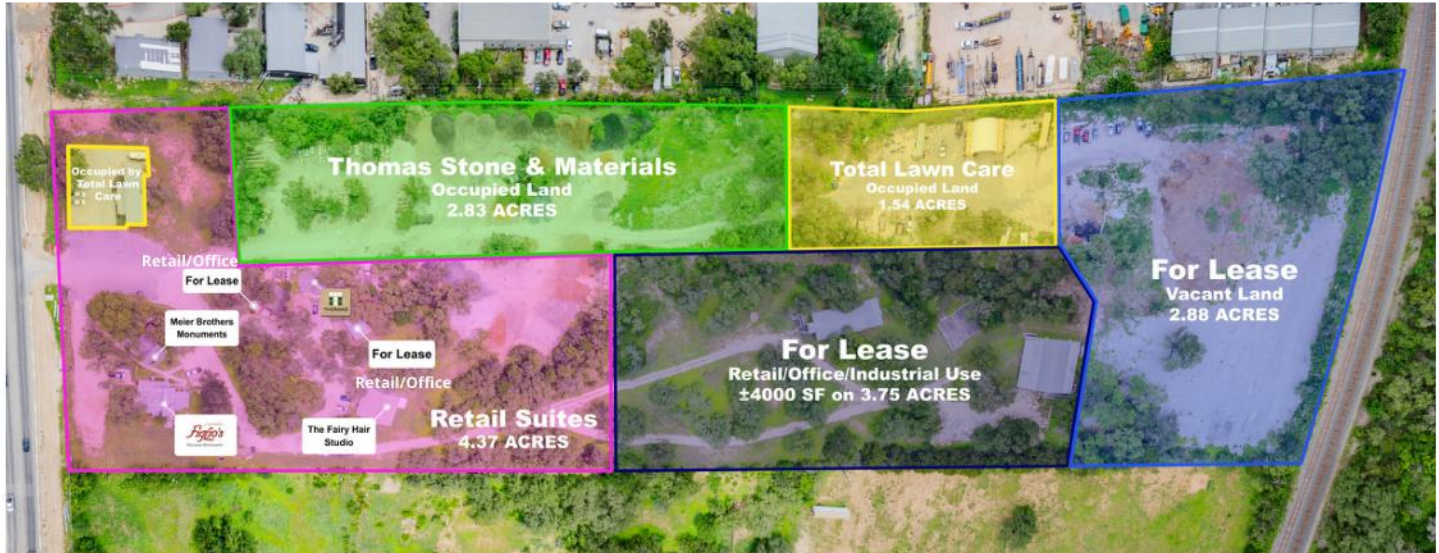 Occupied by
Total Lawn
Care
Thomas Stone & Materials
Occupied Land
2.83 ACRES
Total Lawn Care
Occupied Land
1.54 ACRES
For Lease
Vacant Land
2.88 ACRES
Retail/Office
For Lease
Meier Brothers
Monuments
For Lease
Retail/Office
Figlio's
The Fairy Hair
Studio
Retail Suites
4.37 ACRES
For Lease
Retail/Office/Industrial Use
±4000 SF on 3.75 ACRES